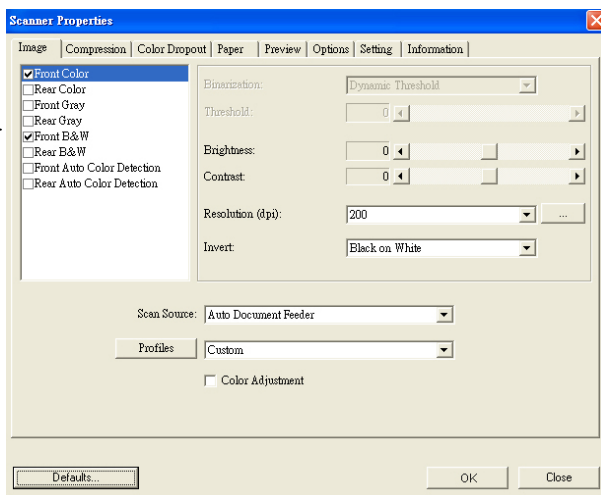 Scanner Properties
Image Compression Color Dropout Paper Preview Options Setting Information
Front Color
Rear Color
Front Gray
Rear Gray
Front B&W
Rear B&W
Front Auto Color Detection
Rear Auto Color Detection
Binarization: Dynamic Threshold
Threshold: 0
Brightness: 0
Contrast: 0
Resolution (dpi): 200 ...
Invert: Black on White
Scan Source: Auto Document Feeder
Profiles Custom
Color Adjustment
Defaults... OK Close